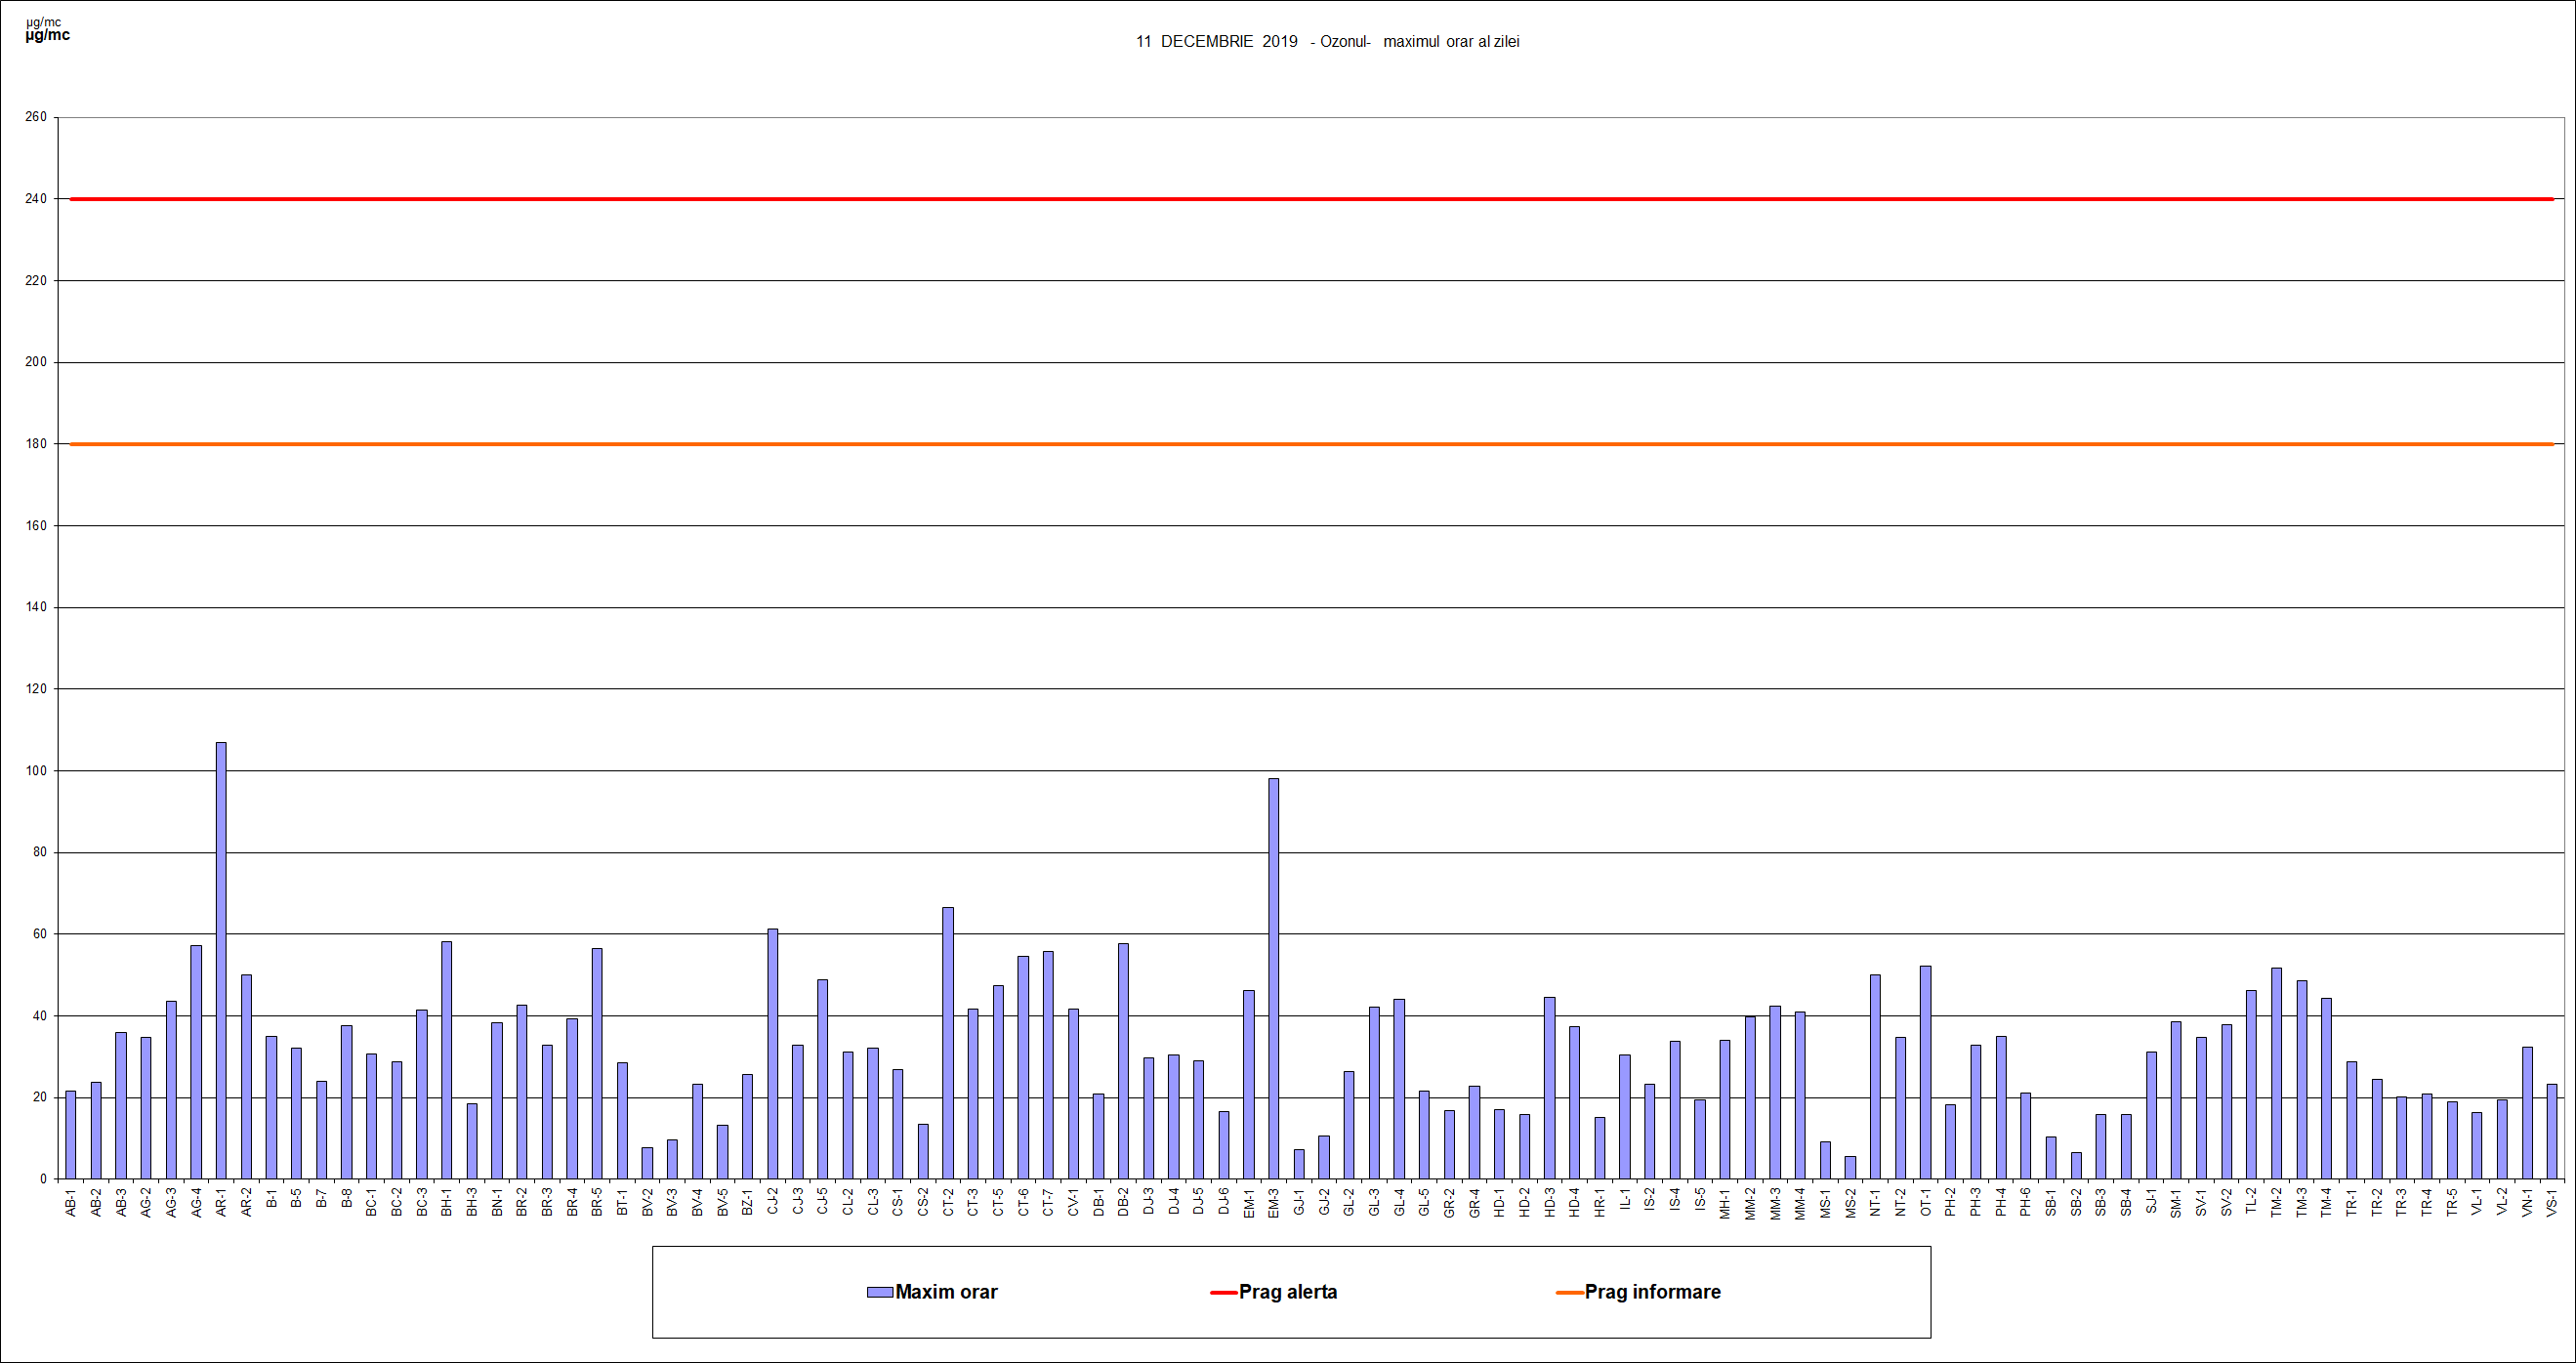 µg/mc
µg/mc
11 DECEMBRIE 2019 - Ozonul- maximul orar al zilei
260
240
220
200
180
160
140
120
100
80
60
40
20
0
AB-1 AB-2 AB-3 AG-2 AG-3 AG-4 AR-1 AR-2 B-1 B-5 B-7 B-8 BC-1 BC-2 BC-3 BH-1 BH-3 BN-1 BR-2 BR-3 BR-4 BR-5 BT-1 BV-2 BV-3 BV-4 BV-5 BZ-1 CJ-2 CJ-3 CJ-5 CL-2 CL-3 CS-1 CS-2 CT-2 CT-3 CT-5 CT-6 CT-7 CV-1 DB-1 DB-2 DJ-3 DJ-4 DJ-5 DJ-6 EM-1 EM-3 GJ-1 GJ-2 GL-2 GL-3 GL-4 GL-5 GR-2 GR-4 HD-1 HD-2 HD-3 HD-4 HR-1 IL-1 IS-2 IS-4 IS-5 MH-1 MM-2 MM-3 MM-4 MS-1 MS-2 NT-1 NT-2 OT-1 PH-2 PH-3 PH-4 PH-6 SB-1 SB-2 SB-3 SB-4 SJ-1 SM-1 SV-1 SV-2 TL-2 TM-2 TM-3 TM-4 TR-1 TR-2 TR-3 TR-4 TR-5 VL-1 VL-2 VN-1 VS-1
Maxim orar Prag alerta Prag informare